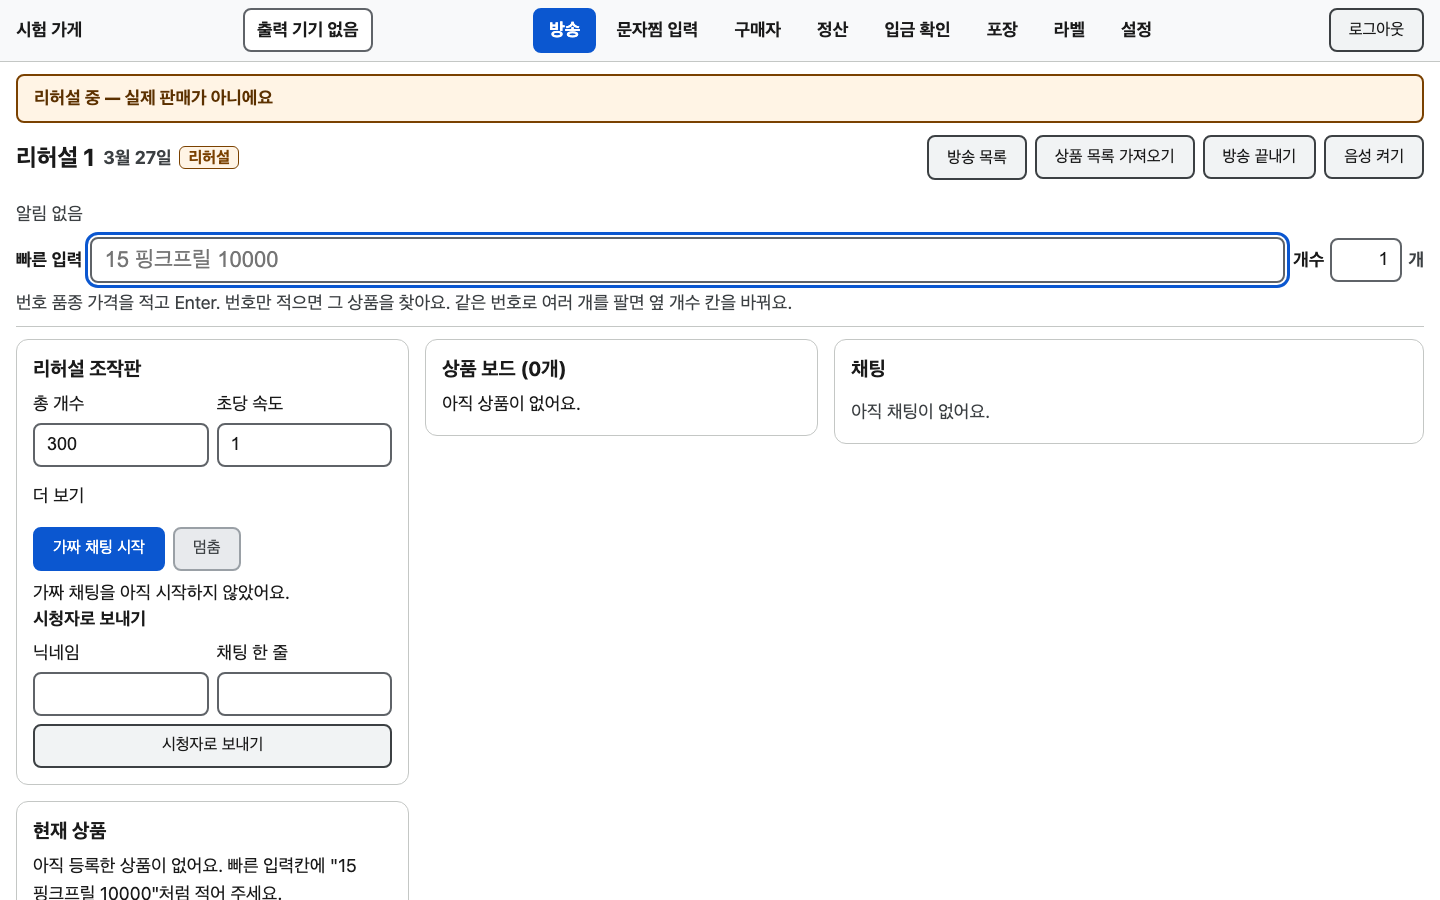 시험 가게
출력 기기 없음
방송
문자찜 입력
구매자
정산
입금 확인
포장
라벨
설정
로그아웃
리허설 중 — 실제 판매가 아니에요
리허설 1 3월 27일 리허설
방송 목록
상품 목록 가져오기
방송 끝내기
음성 켜기
알림 없음
빠른 입력 15 핑크프릴 10000 개수 1 개
번호 품종 가격을 적고 Enter. 번호만 적으면 그 상품을 찾아요. 같은 번호로 여러 개를 팔면 옆 개수 칸을 바꿔요.
리허설 조작판
총 개수 초당 속도
300 1
더 보기
가짜 채팅 시작 멈춤
가짜 채팅을 아직 시작하지 않았어요.
시청자로 보내기
닉네임 채팅 한 줄
시청자로 보내기
현재 상품
아직 등록한 상품이 없어요. 빠른 입력칸에 "15
핑크프릴 10000"처럼 적어 주세요.
상품 보드 (0개)
아직 상품이 없어요.
채팅
아직 채팅이 없어요.